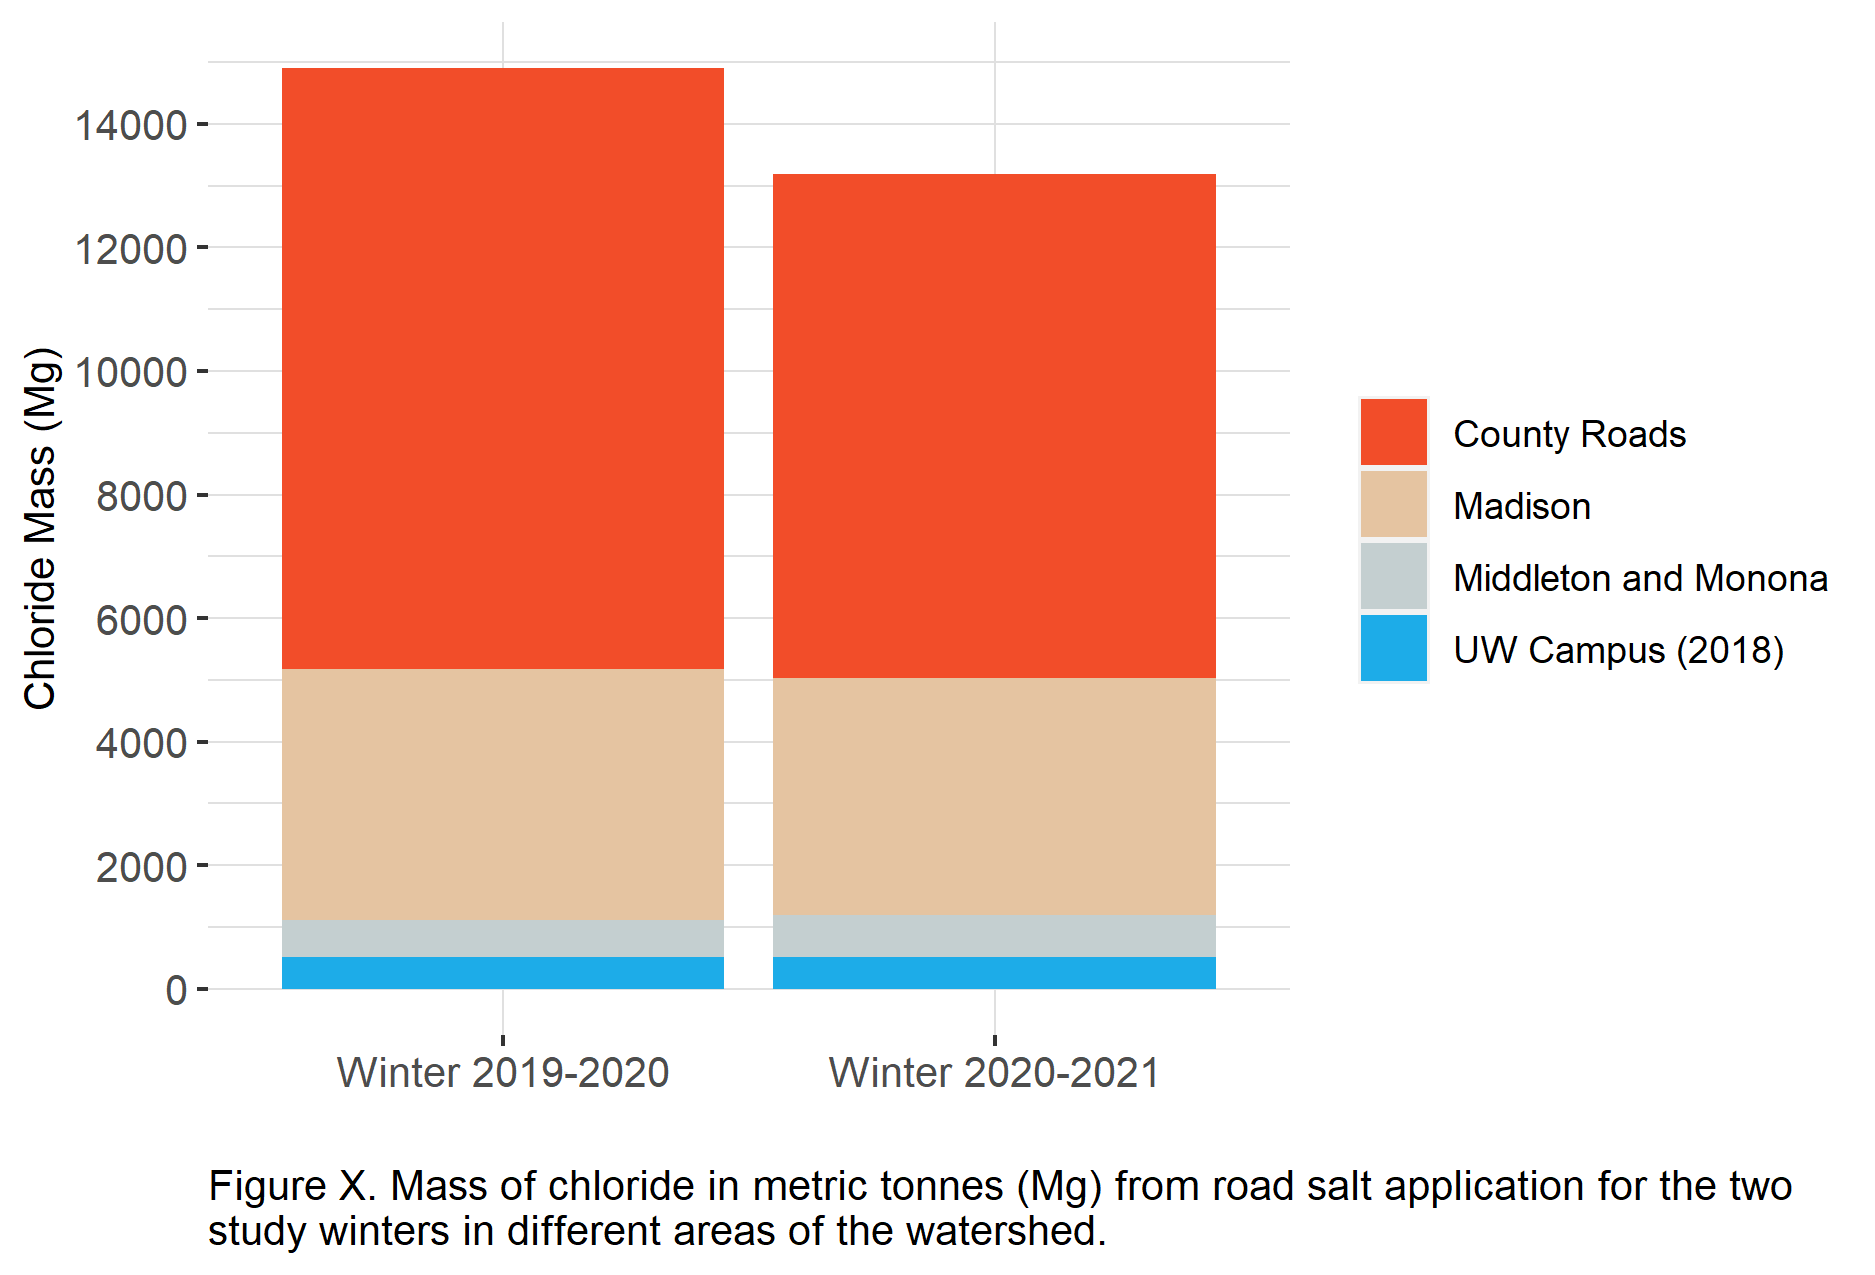 Chloride Mass (Mg)
14000
12000
10000
8000
6000
4000
2000
0
Winter 2019-2020
Winter 2020-2021
County Roads
Madison
Middleton and Monona
UW Campus (2018)
Figure X. Mass of chloride in metric tonnes (Mg) from road salt application for the two
study winters in different areas of the watershed.